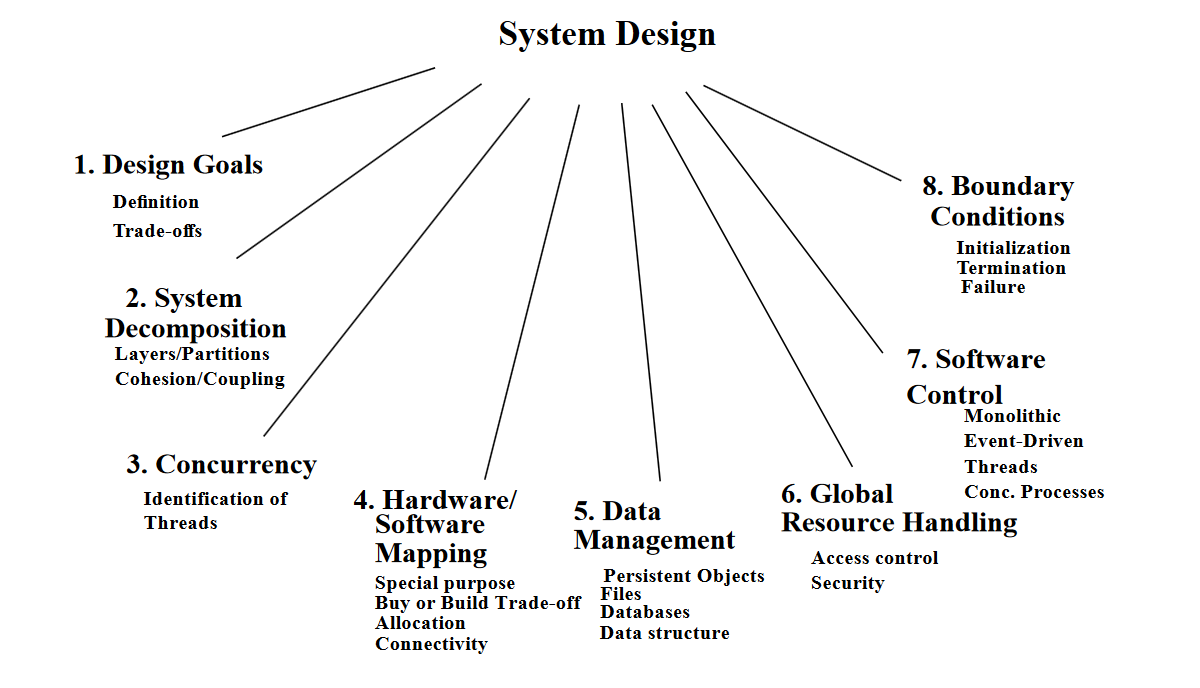 System Design
1. Design Goals
Definition
Trade-offs
2. System
Decomposition
Layers/Partitions
Cohesion/Coupling
3. Concurrency
Identification of
Threads
4. Hardware/
Software
Mapping
Special purpose
Buy or Build Trade-off
Allocation
Connectivity
5. Data
Management
Persistent Objects
Files
Databases
Data structure
6. Global
Resource Handling
Access control
Security
7. Software
Control
Monolithic
Event-Driven
Threads
Conc. Processes
8. Boundary
Conditions
Initialization
Termination
Failure